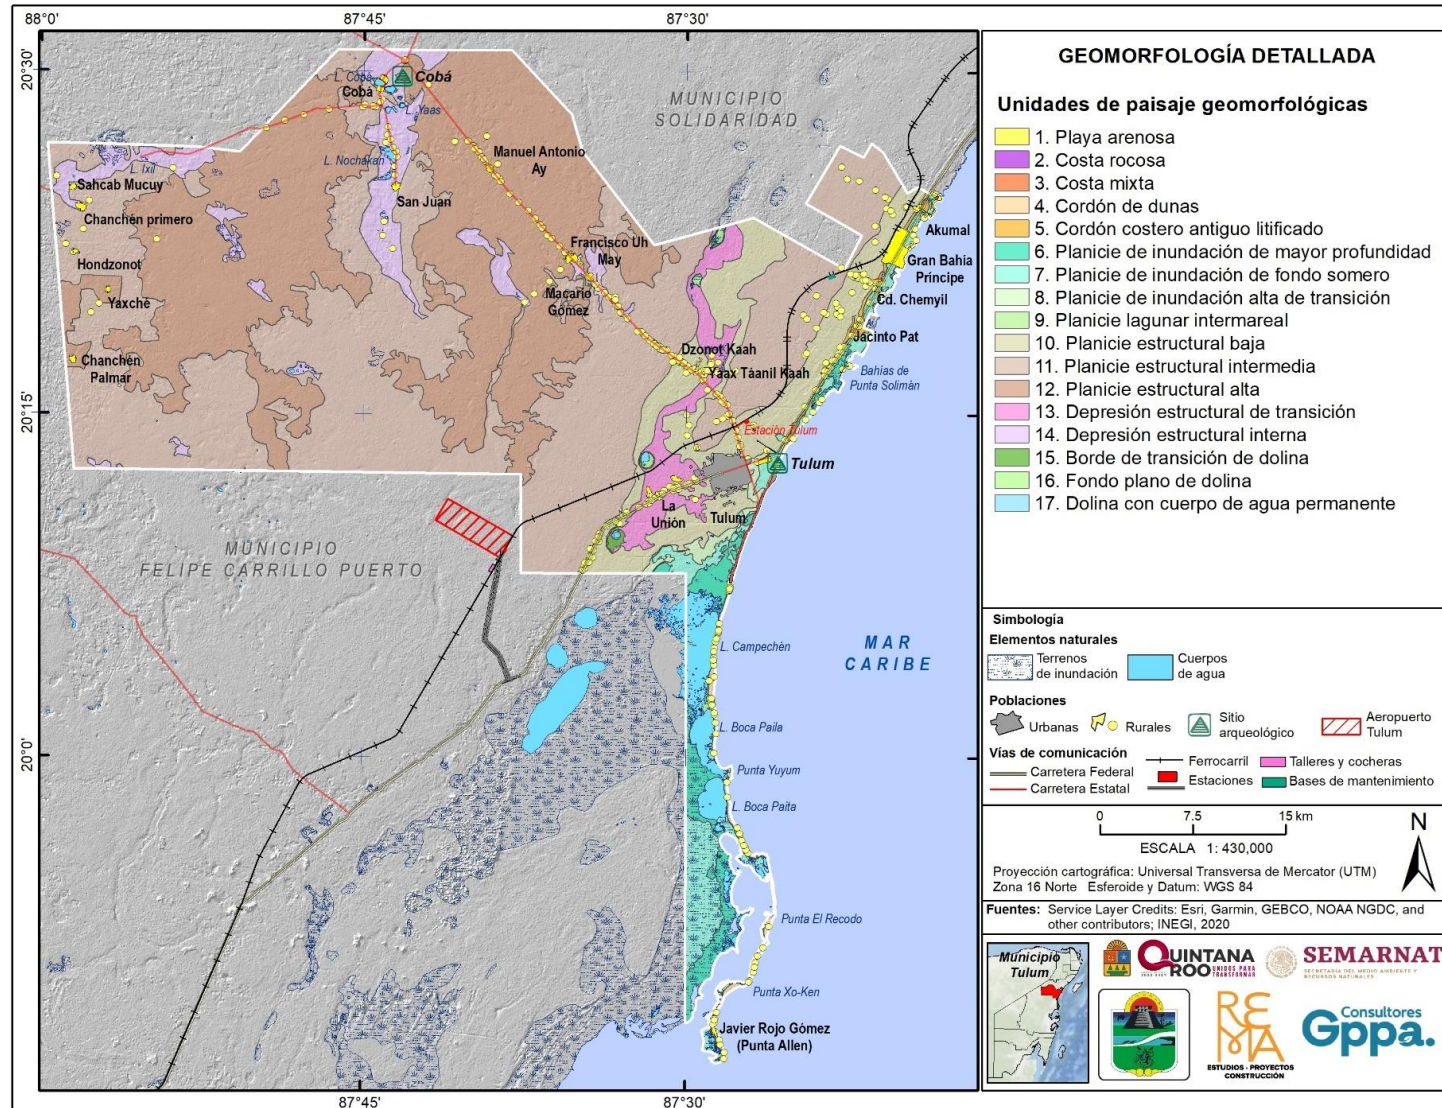 88°0'
87°45'
87°30'
20°30'
20°15'
20°0'
87°45'
87°30'
L. Cobá
Cobá
Cobá
L. Yaas
MUNICIPIO
SOLIDARIDAD
L. Nochakan
Manuel Antonio
Ay
L. Ixil
Sahcab Mucuy
San Juan
Chanchén primero
Akumal
Francisco Uh
May
Hondzonot
Gran Bahía
Príncipe
Yaxché
Macario
Gómez
Cd. Chemyil
Jacinto Pat
Chanchén
Palmar
Dzonot Kaah
Yaax Táanil Kaah
Bahías de
Punta Solimán
Estación Tulum
Tulum
La
Unión
Tulum
MUNICIPIO
FELIPE CARRILLO PUERTO
MAR
CARIBE
L. Campechén
L. Boca Paila
Punta Yuyum
L. Boca Paita
Punta El Recodo
Punta Xo-Ken
Javier Rojo Gómez
(Punta Allen)
GEOMORFOLOGÍA DETALLADA
Unidades de paisaje geomorfológicas
1. Playa arenosa
2. Costa rocosa
3. Costa mixta
4. Cordón de dunas
5. Cordón costero antiguo litificado
6. Planicie de inundación de mayor profundidad
7. Planicie de inundación de fondo somero
8. Planicie de inundación alta de transición
9. Planicie lagunar intermareal
10. Planicie estructural baja
11. Planicie estructural intermedia
12. Planicie estructural alta
13. Depresión estructural de transición
14. Depresión estructural interna
15. Borde de transición de dolina
16. Fondo plano de dolina
17. Dolina con cuerpo de agua permanente
Simbología
Elementos naturales
Terrenos
de inundación
Cuerpos
de agua
Poblaciones
Urbanas
Rurales
Sitio
arqueológico
Aeropuerto
Tulum
Vías de comunicación
Carretera Federal
Carretera Estatal
Ferrocarril
Estaciones
Talleres y cocheras
Bases de mantenimiento
0 7.5 15 km
ESCALA 1: 430,000
N
Proyección cartográfica: Universal Transversa de Mercator (UTM)
Zona 16 Norte Esferoide y Datum: WGS 84
Fuentes: Service Layer Credits: Esri, Garmin, GEBCO, NOAA NGDC, and
other contributors; INEGI, 2020
Municipio
Tulum
QUINTANA
ROO UNIDOS PARA
TRANSFORMAR
SEMARNAT
SECRETARÍA DEL MEDIO AMBIENTE Y
RECURSOS NATURALES
REMA
ESTUDIOS - PROYECTOS
CONSTRUCCIÓN
Consultores
Gppa.